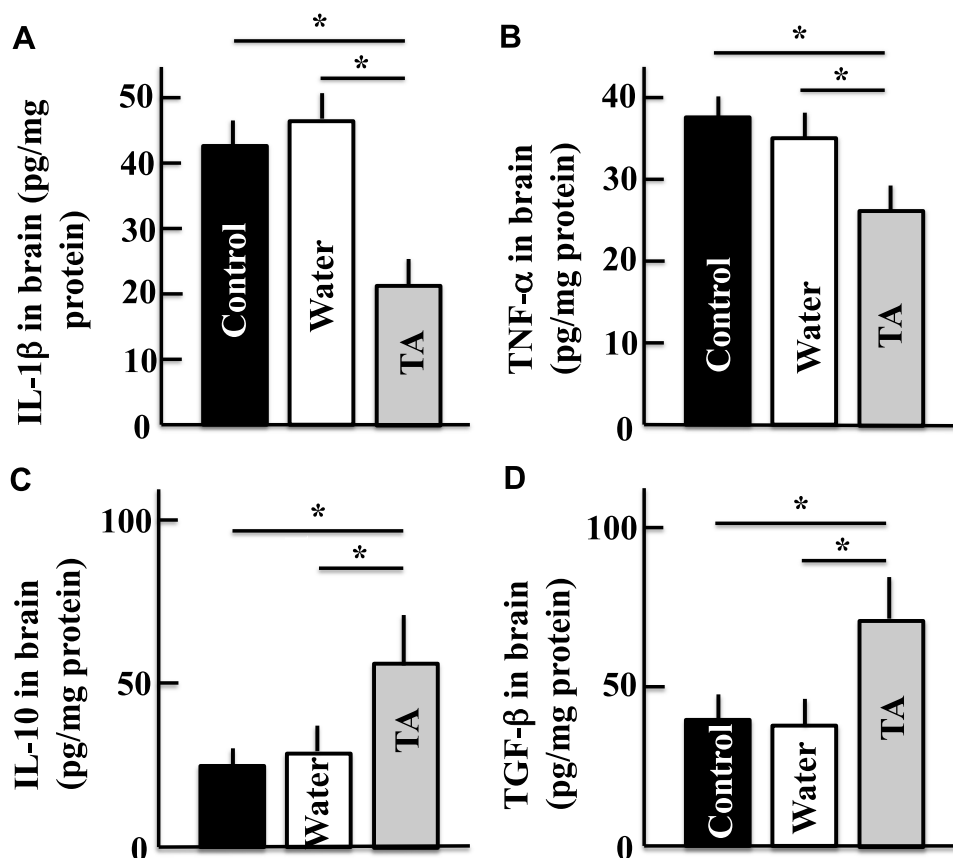 A
*
*
IL-1β in brain (pg/mg
protein)
50
40
30
20
10
0
Control
Water
TA
B
*
*
TNF-α in brain
(pg/mg protein)
40
30
20
10
0
Control
Water
TA
C
*
*
IL-10 in brain
(pg/mg protein)
100
50
0
Water
TA
D
*
*
TGF-β in brain
(pg/mg protein)
100
50
0
Control
Water
TA